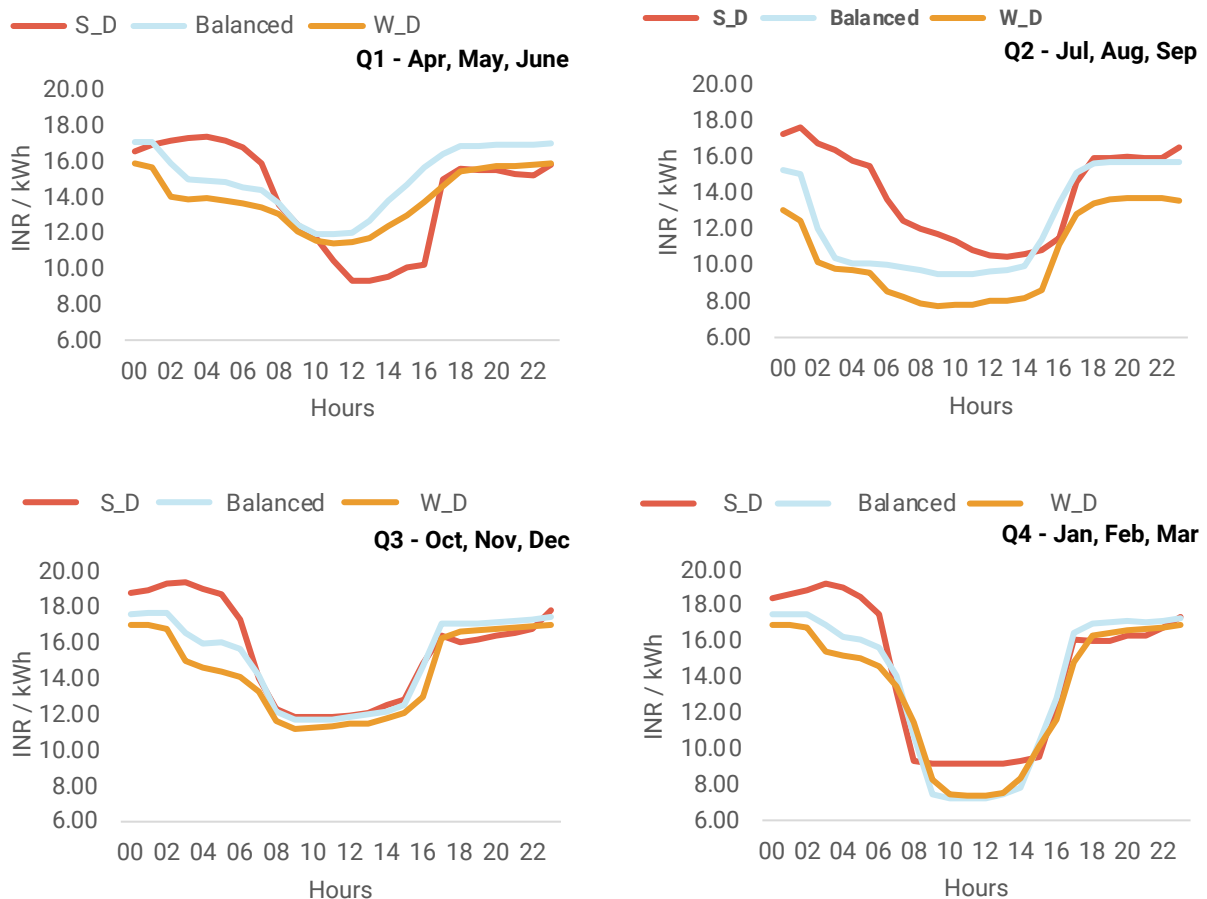 S_D Balanced W_D
Q1 - Apr, May, June
INR / kWh
20.00
18.00
16.00
14.00
12.00
10.00
8.00
6.00
00 02 04 06 08 10 12 14 16 18 20 22
Hours
S_D Balanced W_D
Q2 - Jul, Aug, Sep
INR / kWh
20.00
18.00
16.00
14.00
12.00
10.00
8.00
6.00
00 02 04 06 08 10 12 14 16 18 20 22
Hours
S_D Balanced W_D
Q3 - Oct, Nov, Dec
INR / kWh
20.00
18.00
16.00
14.00
12.00
10.00
8.00
6.00
00 02 04 06 08 10 12 14 16 18 20 22
Hours
S_D Balanced W_D
Q4 - Jan, Feb, Mar
INR / kWh
20.00
18.00
16.00
14.00
12.00
10.00
8.00
6.00
00 02 04 06 08 10 12 14 16 18 20 22
Hours